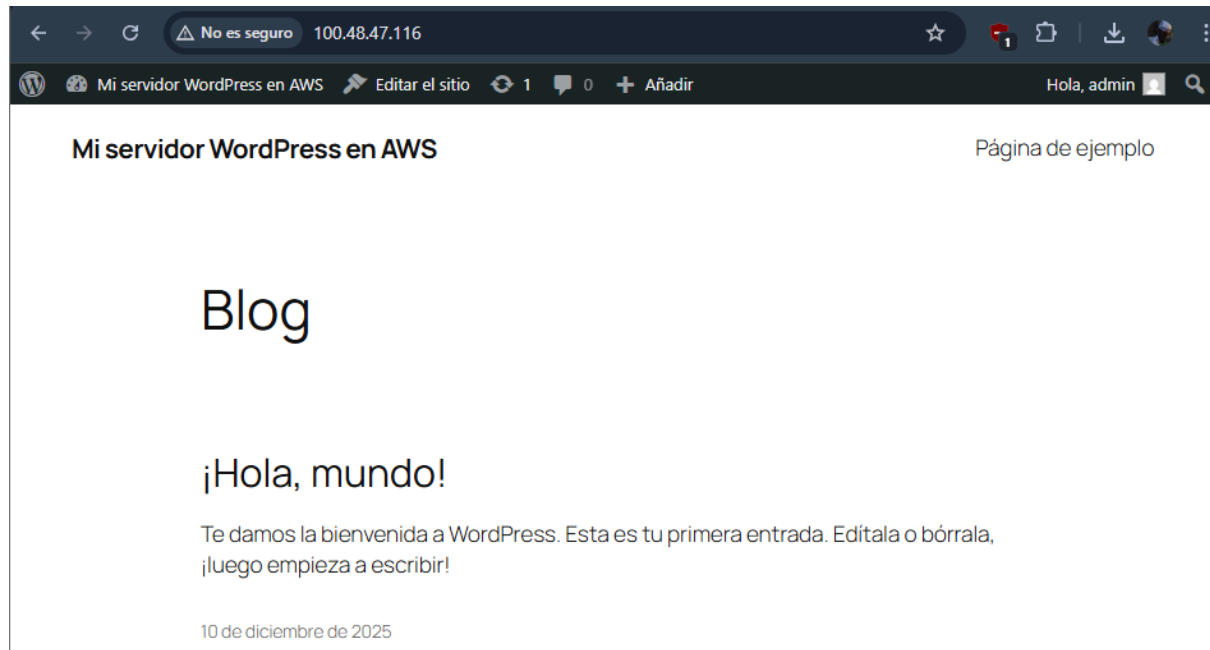 No es seguro 100.48.47.116
1
Mi servidor WordPress en AWS Editar el sitio 1 0 Añadir Hola, admin
Mi servidor WordPress en AWS Página de ejemplo
Blog
¡Hola, mundo!
Te damos la bienvenida a WordPress. Esta es tu primera entrada. Edítala o bórrala,
¡luego empieza a escribir!
10 de diciembre de 2025